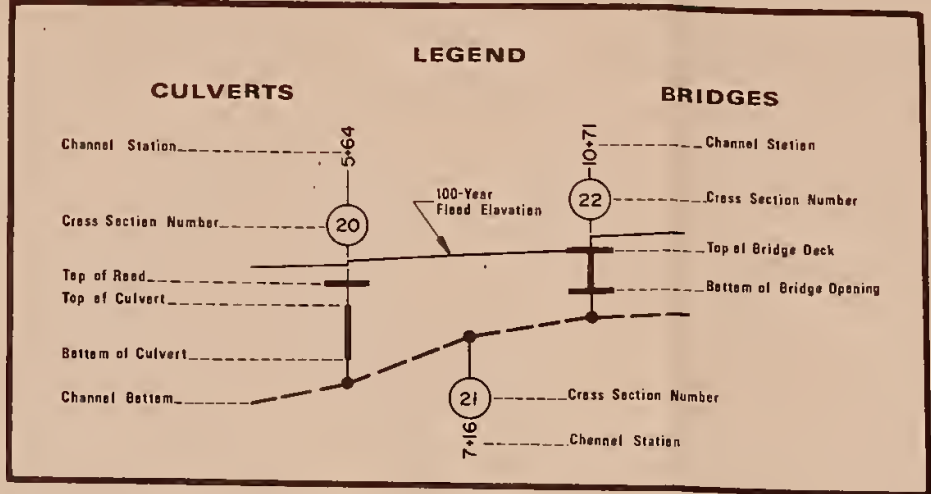 LEGEND
CULVERTS
BRIDGES
Channel Station
5+64
10+71
Channel Station
100-Year
Flood Elevation
Cross Section Number
20
22
Cross Section Number
Top of Road
Top of Bridge Deck
Top of Culvert
Bottom of Bridge Opening
Bottom of Culvert
Channel Bottom
21
Cross Section Number
7+16
Channel Station